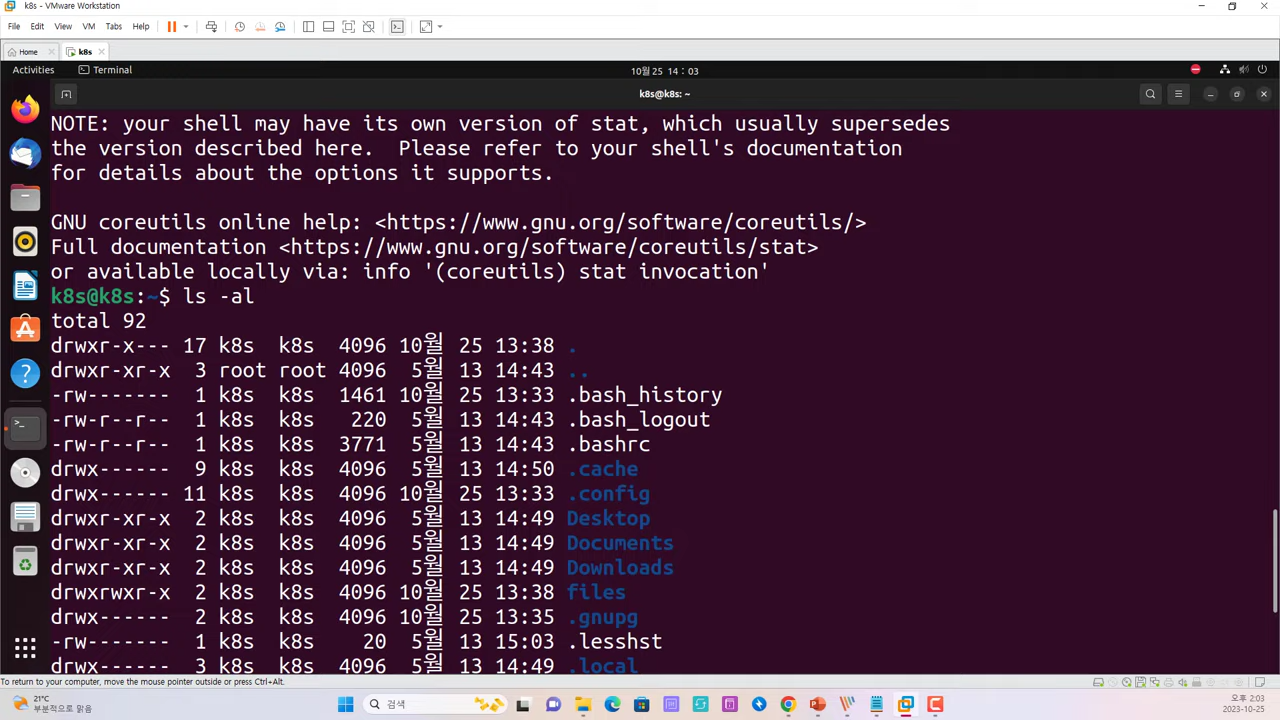 k8s - VMware Workstation
File Edit View VM Tabs Help
Home k8s
Activities Terminal 10월 25 14 : 03
k8s@k8s: ~
NOTE: your shell may have its own version of stat, which usually supersedes
the version described here.  Please refer to your shell's documentation
for details about the options it supports.
GNU coreutils online help: <https://www.gnu.org/software/coreutils/>
Full documentation <https://www.gnu.org/software/coreutils/stat>
or available locally via: info '(coreutils) stat invocation'
k8s@k8s:~$ ls -al
total 92
drwxr-x--- 17 k8s  k8s  4096 10월 25 13:38 .
drwxr-xr-x  3 root root 4096  5월 13 14:43 ..
-rw-------  1 k8s  k8s  1461 10월 25 13:33 .bash_history
-rw-r--r--  1 k8s  k8s   220  5월 13 14:43 .bash_logout
-rw-r--r--  1 k8s  k8s  3771  5월 13 14:43 .bashrc
drwx------  9 k8s  k8s  4096  5월 13 14:50 .cache
drwx------ 11 k8s  k8s  4096 10월 25 13:33 .config
drwxr-xr-x  2 k8s  k8s  4096  5월 13 14:49 Desktop
drwxr-xr-x  2 k8s  k8s  4096  5월 13 14:49 Documents
drwxr-xr-x  2 k8s  k8s  4096  5월 13 14:49 Downloads
drwxrwxr-x  2 k8s  k8s  4096 10월 25 13:38 files
drwx------  2 k8s  k8s  4096 10월 25 13:35 .gnupg
-rw-------  1 k8s  k8s    20  5월 13 15:03 .lesshst
drwx------  3 k8s  k8s  4096  5월 13 14:49 .local
To return to your computer, move the mouse pointer outside or press Ctrl+Alt.
21°C
부분적으로 맑음
검색
오후 2:03
2023-10-25